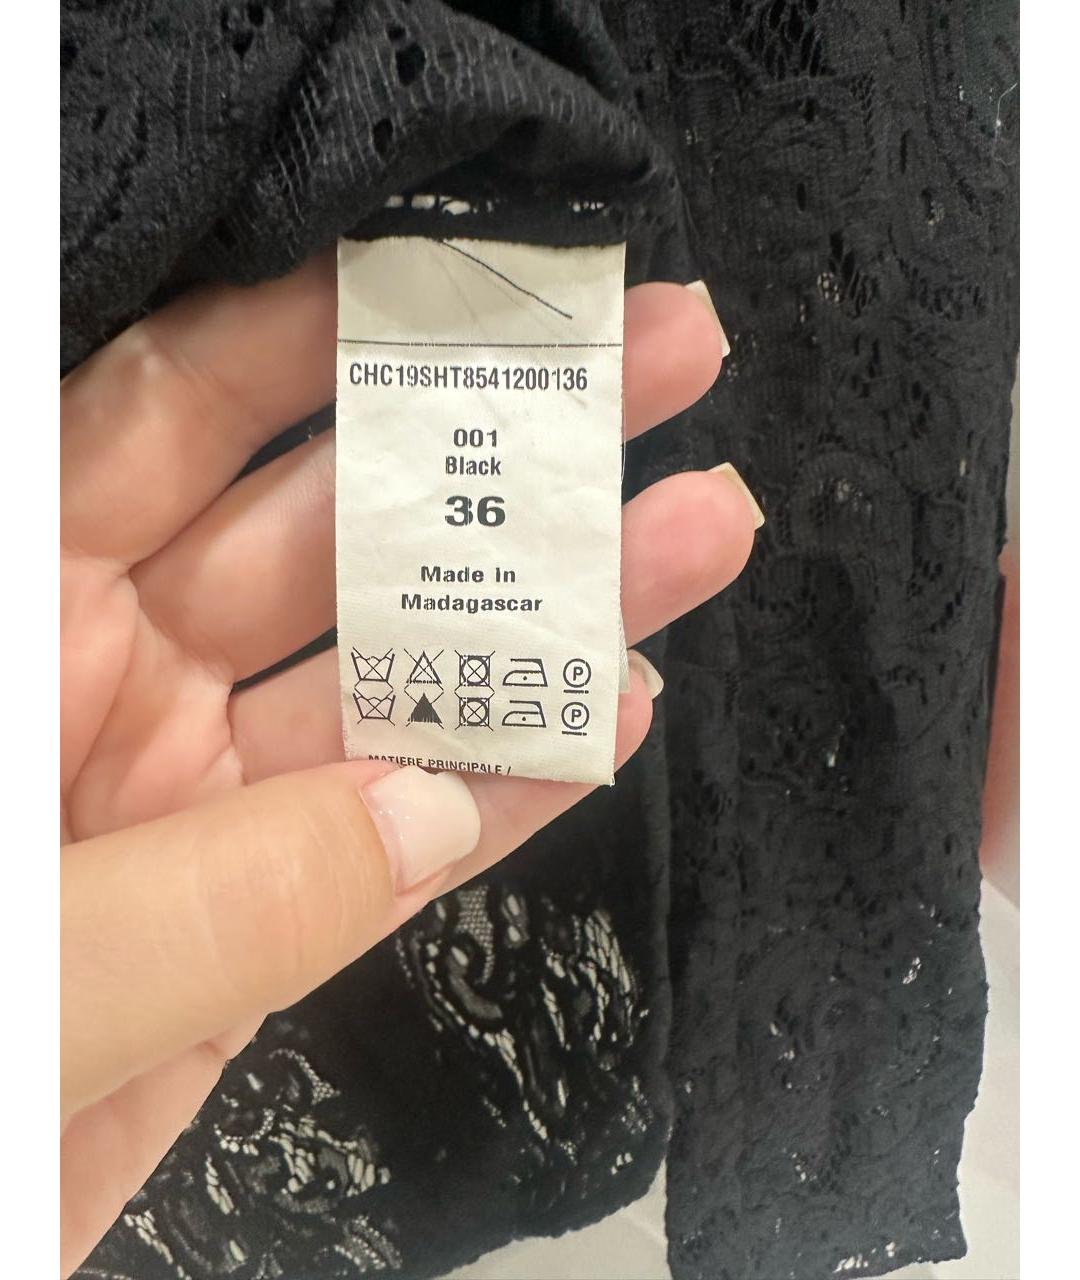 CHC19SHT8541200136
001
Black
36
Made in
Madagascar
P
P
MATIERE PRINCIPALE /